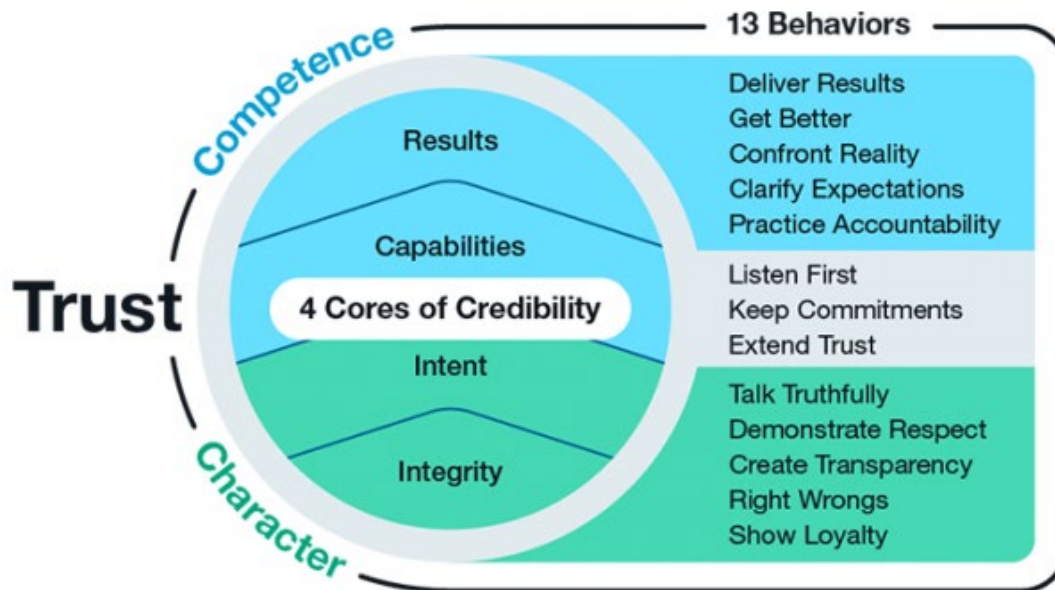 13 Behaviors
Competence
Results
Capabilities
4 Cores of Credibility
Intent
Integrity
Trust
Character
Deliver Results
Get Better
Confront Reality
Clarify Expectations
Practice Accountability
Listen First
Keep Commitments
Extend Trust
Talk Truthfully
Demonstrate Respect
Create Transparency
Right Wrongs
Show Loyalty